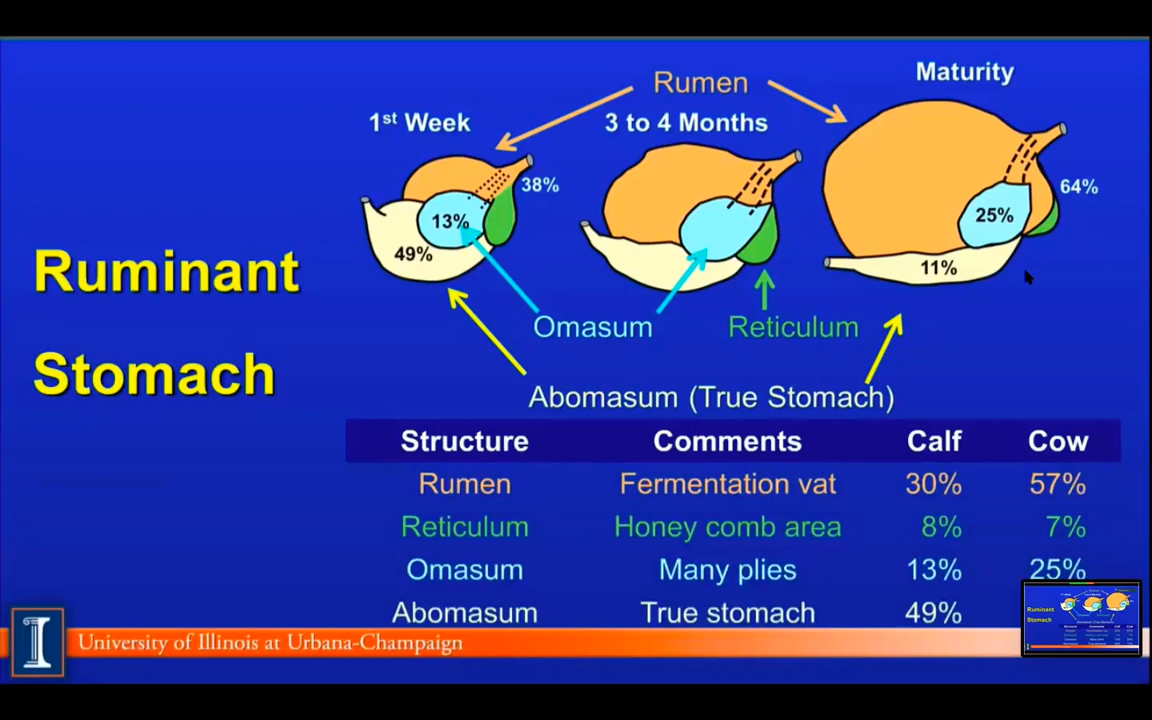 Maturity
Rumen
1st Week
3 to 4 Months
38%
64%
13%
25%
49%
11%
Ruminant
Stomach
Omasum
Reticulum
Abomasum (True Stomach)
Structure Comments Calf Cow
Rumen Fermentation vat 30% 57%
Reticulum Honey comb area 8% 7%
Omasum Many plies 13% 25%
Abomasum True stomach 49%
I
University of Illinois at Urbana-Champaign
Ruminant
Stomach